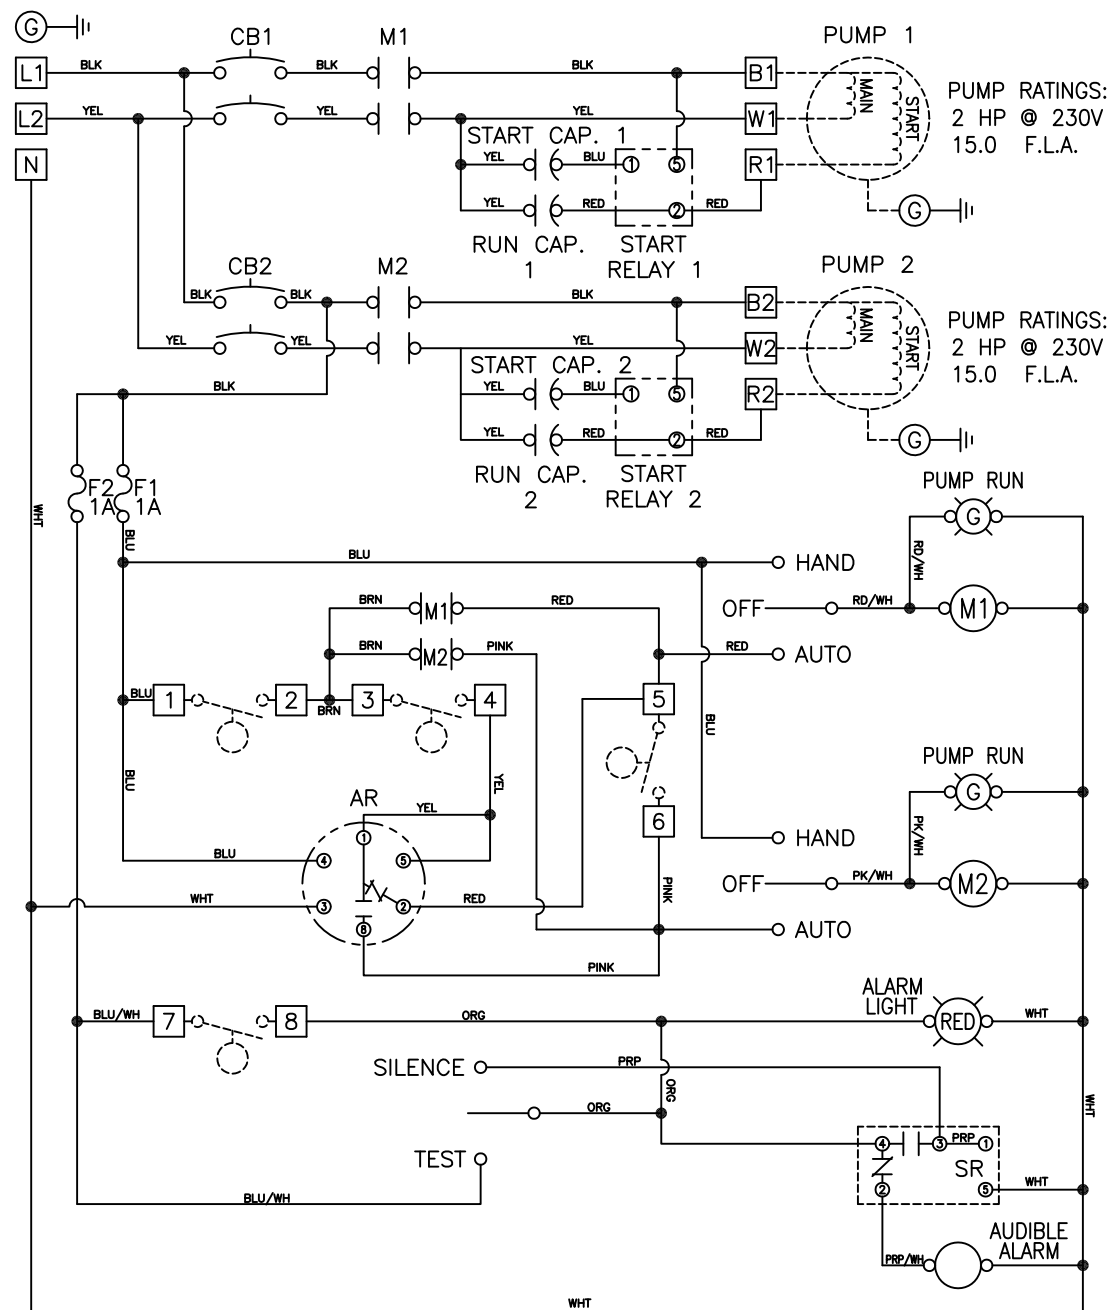 G
CB1
M1
PUMP 1
L1
BLK
BLK
BLK
B1
MAIN
START
PUMP RATINGS:
2 HP @ 230V
15.0 F.L.A.
L2
YEL
YEL
YEL
W1
START CAP. 1
N
YEL
BLU
1
5
R1
YEL
RED
2
RED
G
RUN CAP.
1
START
RELAY 1
CB2
M2
PUMP 2
BLK
BLK
BLK
B2
MAIN
START
PUMP RATINGS:
2 HP @ 230V
15.0 F.L.A.
YEL
YEL
YEL
W2
START CAP. 2
BLK
YEL
BLU
1
5
R2
YEL
RED
2
RED
G
RUN CAP.
2
START
RELAY 2
F2
1A
F1
1A
WHT
BLU
PUMP RUN
G
RD/WH
BLU
HAND
BRN
M1
RED
OFF
RD/WH
M1
BRN
M2
PINK
RED
AUTO
BLU
1
2
BRN
3
4
5
BLU
BLU
YEL
PUMP RUN
G
PK/WH
AR
YEL
6
1
HAND
BLU
4
5
PINK
OFF
PK/WH
M2
WHT
3
2
RED
8
AUTO
PINK
ALARM
LIGHT
BLU/WH
7
8
ORG
RED
WHT
SILENCE
PRP
ORG
WHT
ORG
4
3
PRP
1
TEST
SR
BLU/WH
2
5
WHT
AUDIBLE
ALARM
PRP/WH
WHT